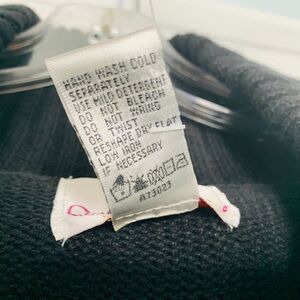 HAND WASH COLD
SEPARATELY
USE MILD DETERGENT
DO NOT BLEACH
DO NOT WRING
OR TWIST
RESHAPE DRY FLAT
LOW IRON
IF NECESSARY
A73023